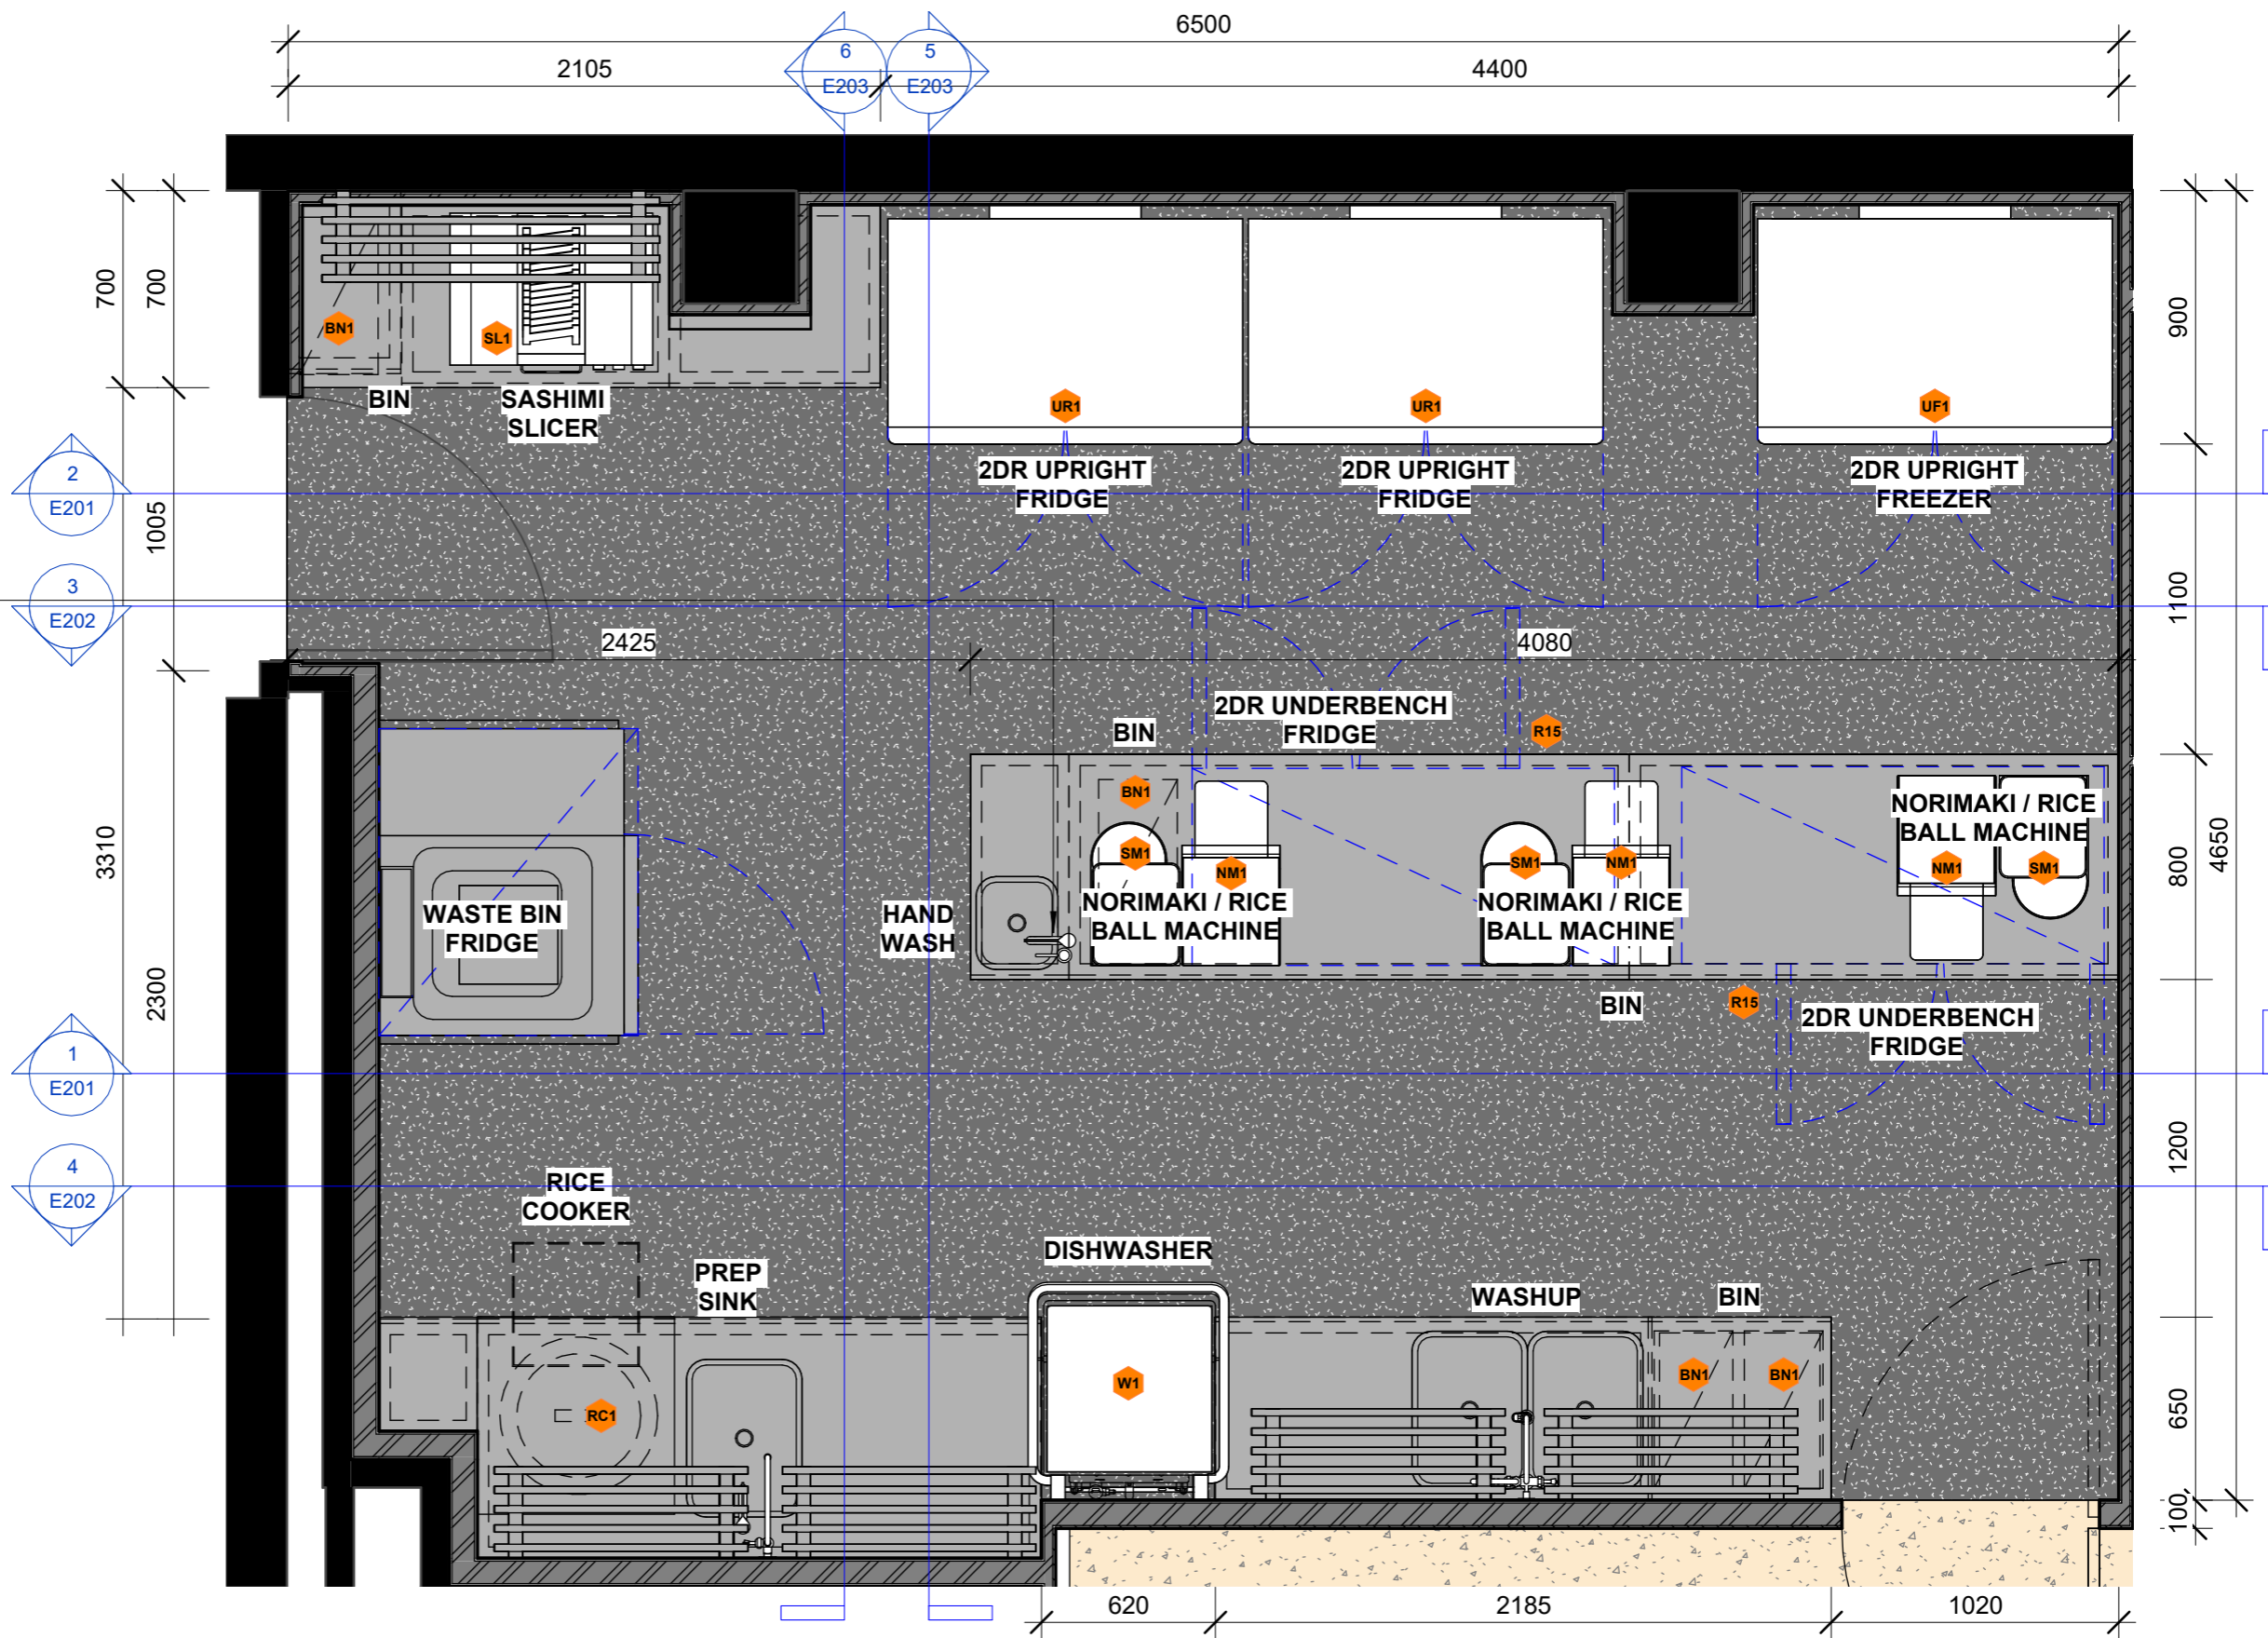 6500
2105
4400
6
E203
5
E203
700
700
900
BN1
SL1
UR1
UR1
UF1
BIN
SASHIMI
SLICER
2DR UPRIGHT
FRIDGE
2DR UPRIGHT
FRIDGE
2DR UPRIGHT
FREEZER
2
E201
1005
3
E202
1100
2425
4080
2DR UNDERBENCH
FRIDGE
BIN
R15
BN1
SM1
NM1
NORIMAKI / RICE
BALL MACHINE
SM1
NM1
NORIMAKI / RICE
BALL MACHINE
NORIMAKI / RICE
BALL MACHINE
NM1
SM1
3310
800
4650
WASTE BIN
FRIDGE
HAND
WASH
2300
BIN
R15
2DR UNDERBENCH
FRIDGE
1
E201
1200
4
E202
RICE
COOKER
PREP
SINK
DISHWASHER
WASHUP
BIN
RC1
W1
BN1
BN1
650
100
620
2185
1020